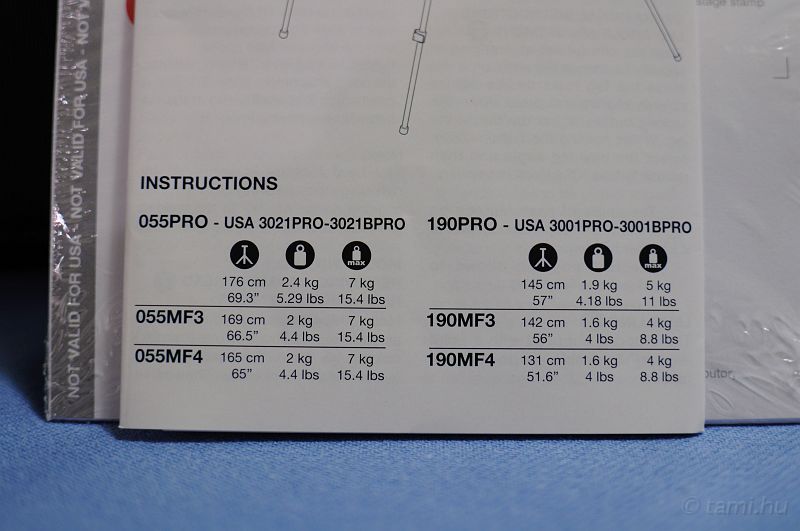 stage stamp
NOT VALID FOR USA - NOT VALID FOR USA - NOT V
INSTRUCTIONS
055PRO - USA 3021PRO-3021BPRO
max
176 cm 2.4 kg 7 kg
69.3” 5.29 lbs 15.4 lbs
055MF3 169 cm 2 kg 7 kg
66.5” 4.4 lbs 15.4 lbs
055MF4 165 cm 2 kg 7 kg
65” 4.4 lbs 15.4 lbs
190PRO - USA 3001PRO-3001BPRO
max
145 cm 1.9 kg 5 kg
57” 4.18 lbs 11 lbs
190MF3 142 cm 1.6 kg 4 kg
56” 4 lbs 8.8 lbs
190MF4 131 cm 1.6 kg 4 kg
51.6” 4 lbs 8.8 lbs
© tami.hu